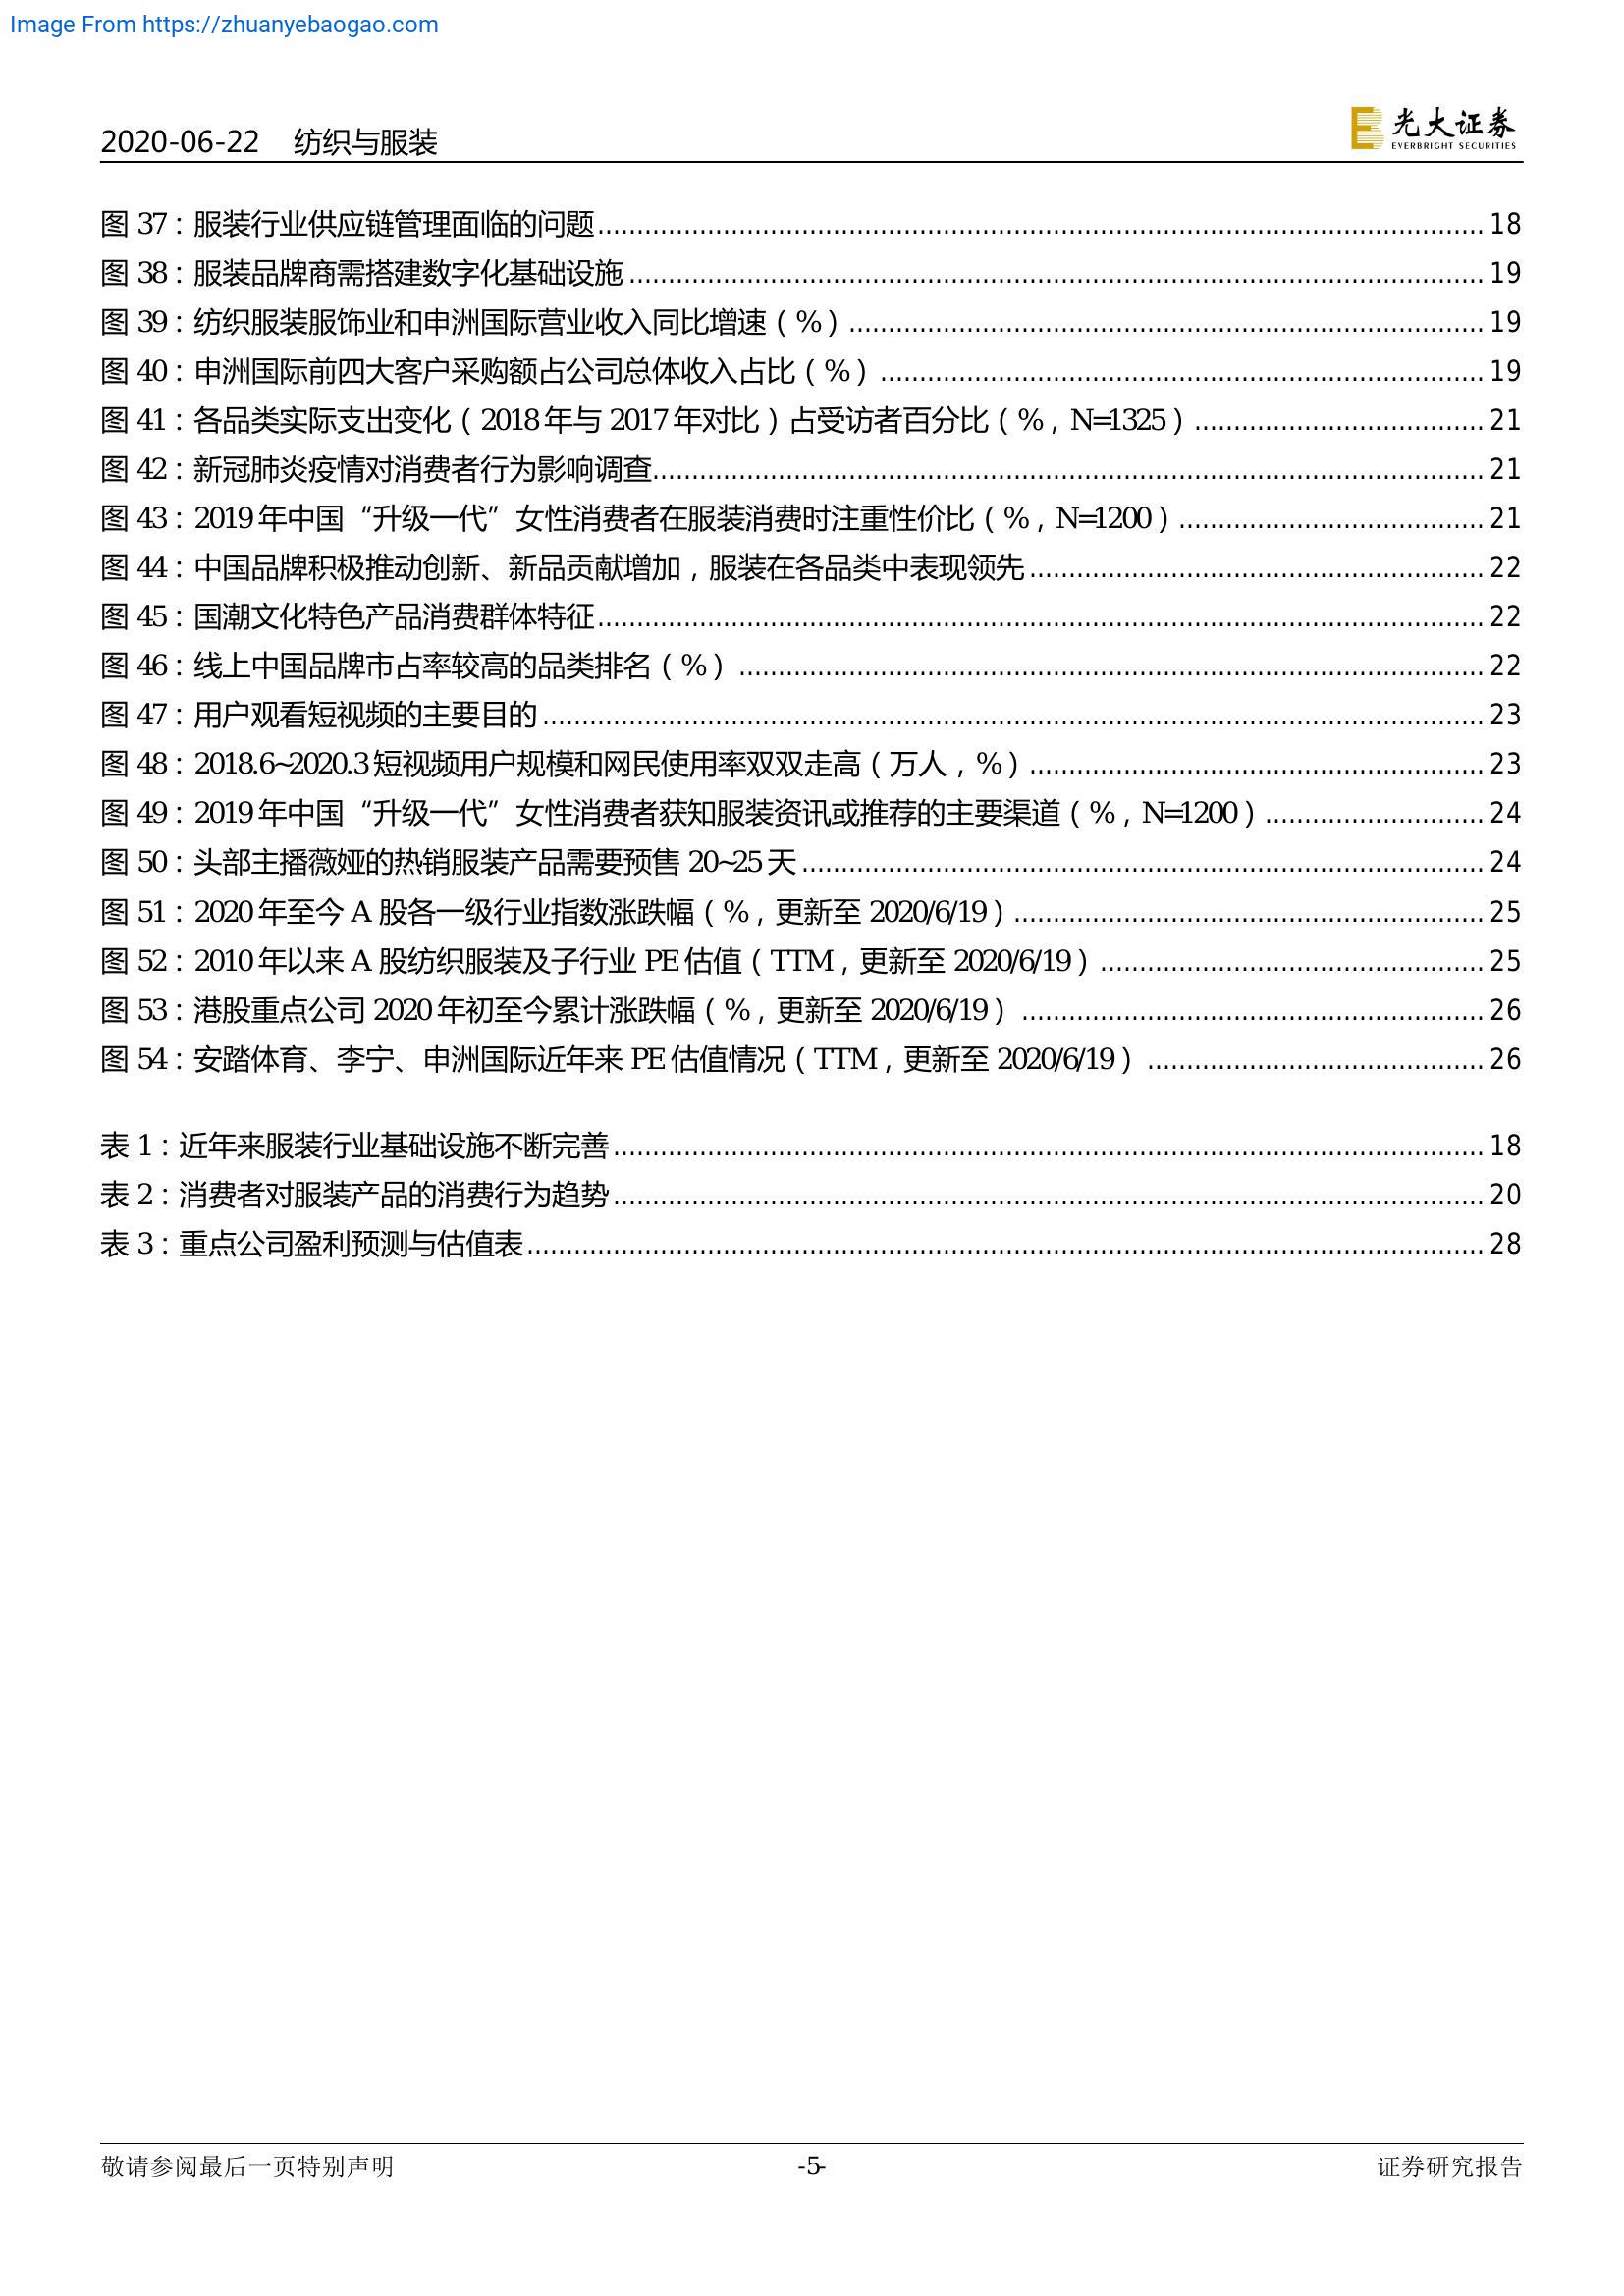 Image From https://zhuanyebaogao.com
2020-06-22 纺织与服装
光大证券
EVERBRIGHT SECURITIES
图 37：服装行业供应链管理面临的问题 18
图 38：服装品牌商需搭建数字化基础设施 19
图 39：纺织服装服饰业和申洲国际营业收入同比增速（%） 19
图 40：申洲国际前四大客户采购额占公司总体收入占比（%） 19
图 41：各品类实际支出变化（2018 年与 2017 年对比）占受访者百分比（%，N=1325） 21
图 42：新冠肺炎疫情对消费者行为影响调查 21
图 43：2019 年中国“升级一代”女性消费者在服装消费时注重性价比（%，N=1200） 21
图 44：中国品牌积极推动创新、新品贡献增加，服装在各品类中表现领先 22
图 45：国潮文化特色产品消费群体特征 22
图 46：线上中国品牌市占率较高的品类排名（%） 22
图 47：用户观看短视频的主要目的 23
图 48：2018.6~2020.3 短视频用户规模和网民使用率双双走高（万人，%） 23
图 49：2019 年中国“升级一代”女性消费者获知服装资讯或推荐的主要渠道（%，N=1200） 24
图 50：头部主播薇娅的热销服装产品需要预售 20~25 天 24
图 51：2020 年至今 A 股各一级行业指数涨跌幅（%，更新至 2020/6/19） 25
图 52：2010 年以来 A 股纺织服装及子行业 PE 估值（TTM，更新至 2020/6/19） 25
图 53：港股重点公司 2020 年初至今累计涨跌幅（%，更新至 2020/6/19） 26
图 54：安踏体育、李宁、申洲国际近年来 PE 估值情况（TTM，更新至 2020/6/19） 26
表 1：近年来服装行业基础设施不断完善 18
表 2：消费者对服装产品的消费行为趋势 20
表 3：重点公司盈利预测与估值表 28
敬请参阅最后一页特别声明 -5- 证券研究报告